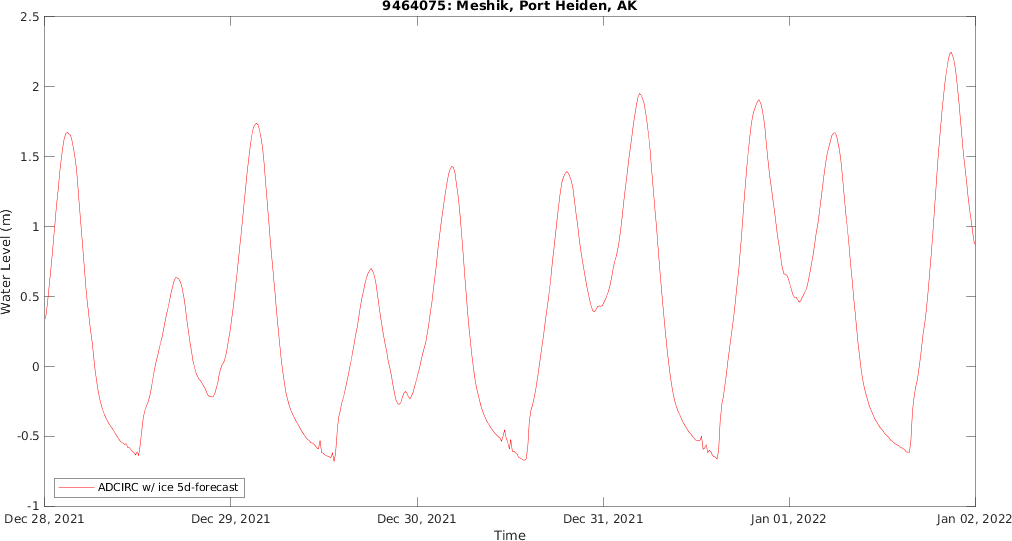 9464075: Meshik, Port Heiden, AK
Water Level (m)
2.5
2
1.5
1
0.5
0
-0.5
-1
ADCIRC w/ ice 5d-forecast
Dec 28, 2021
Dec 29, 2021
Dec 30, 2021
Dec 31, 2021
Jan 01, 2022
Jan 02, 2022
Time